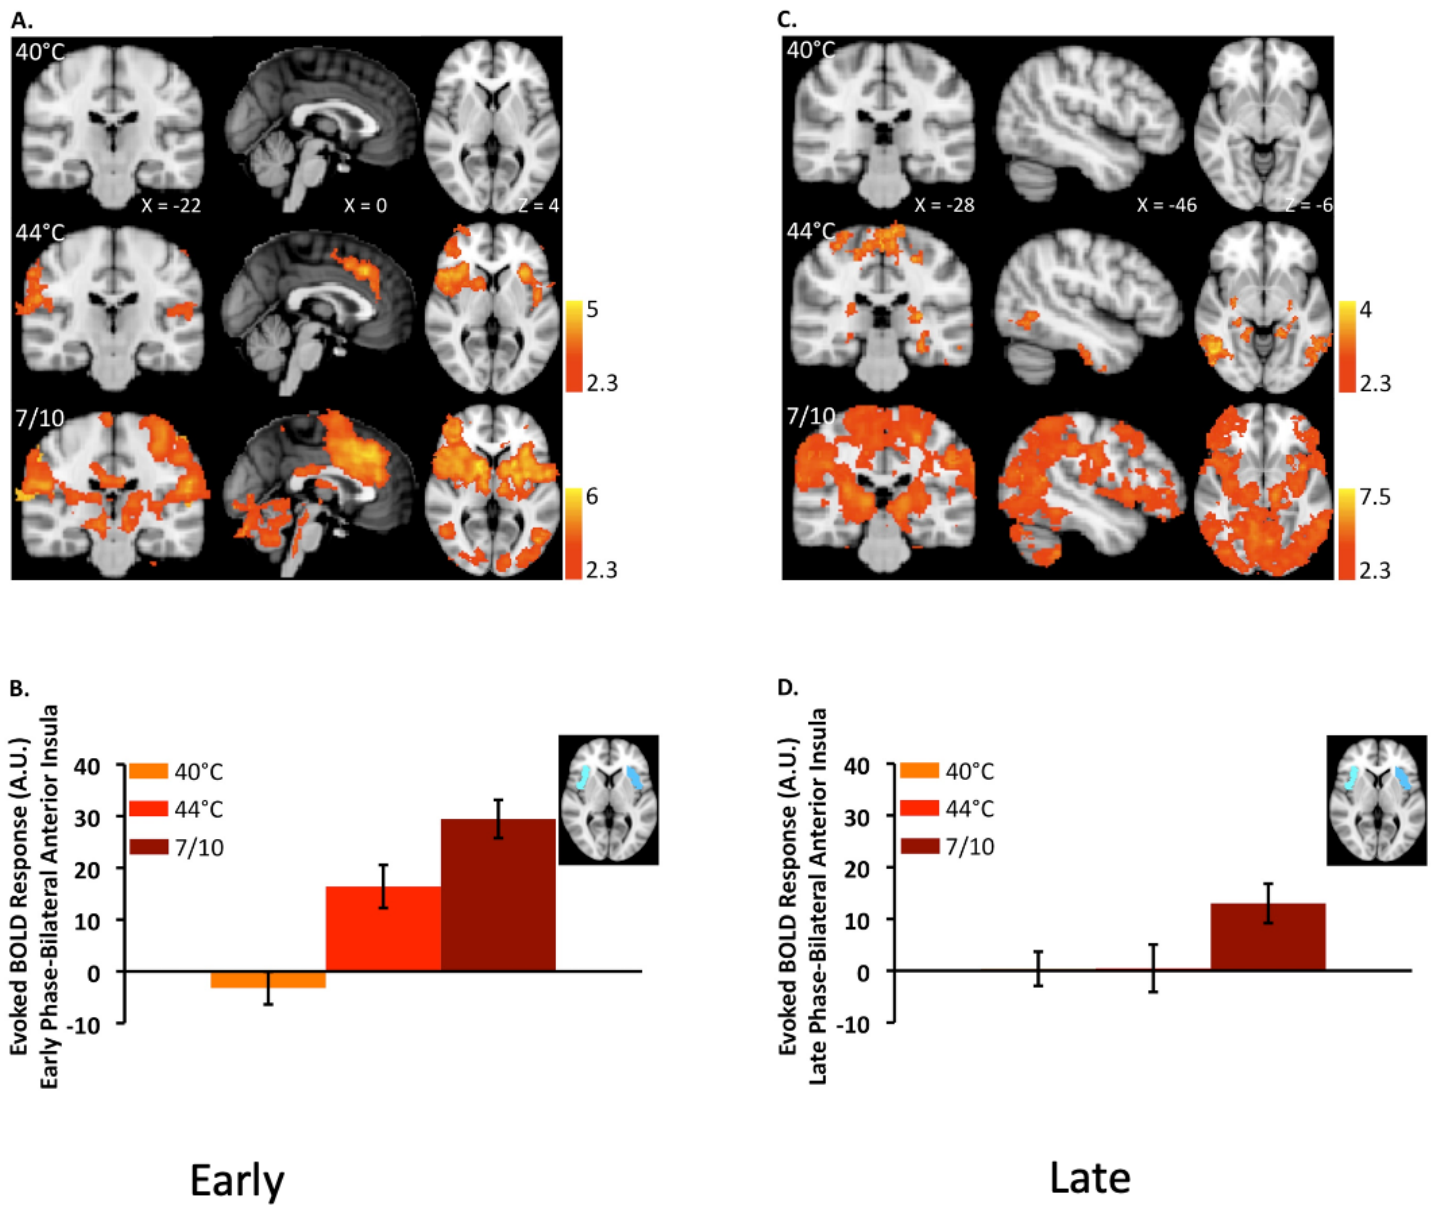 A.
40°C
X = -22
X = 0
Z = 4
44°C
5
2.3
7/10
6
2.3
C.
40°C
X = -28
X = -46
Z = -6
44°C
4
2.3
7/10
7.5
2.3
B.
Evoked BOLD Response (A.U.)
Early Phase-Bilateral Anterior Insula
40
30
20
10
0
-10
40°C
44°C
7/10
D.
Evoked BOLD Response (A.U.)
Late Phase-Bilateral Anterior Insula
40
30
20
10
0
-10
40°C
44°C
7/10
Early
Late